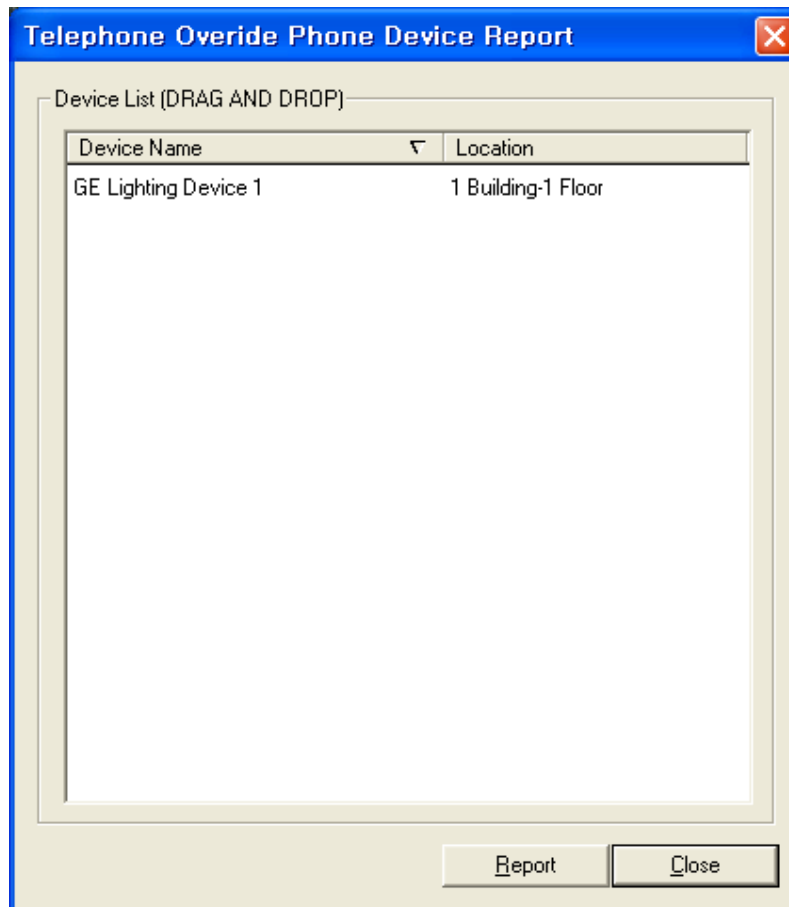 Telephone Overide Phone Device Report
Device List (DRAG AND DROP)
Device Name Location
GE Lighting Device 1 1 Building-1 Floor
Report Close